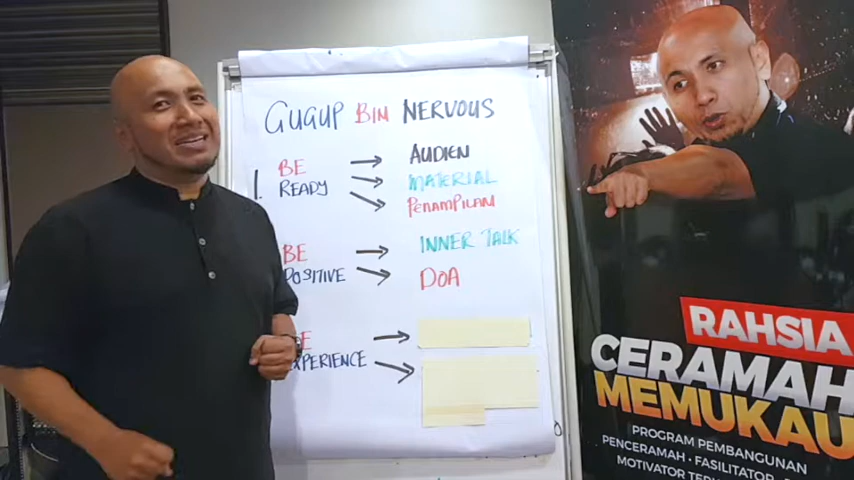 GUGUP BIN NERVOUS
1. BE READY → AUDIEN
MATERIAL
PENAMPILAN
BE POSITIVE → INNER TALK
DOA
XPERIENCE
RAHSIA
CERAMAH
MEMUKAU
PROGRAM PEMBANGUNAN
PENCERAMAH • FASILITATOR
MOTIVATOR